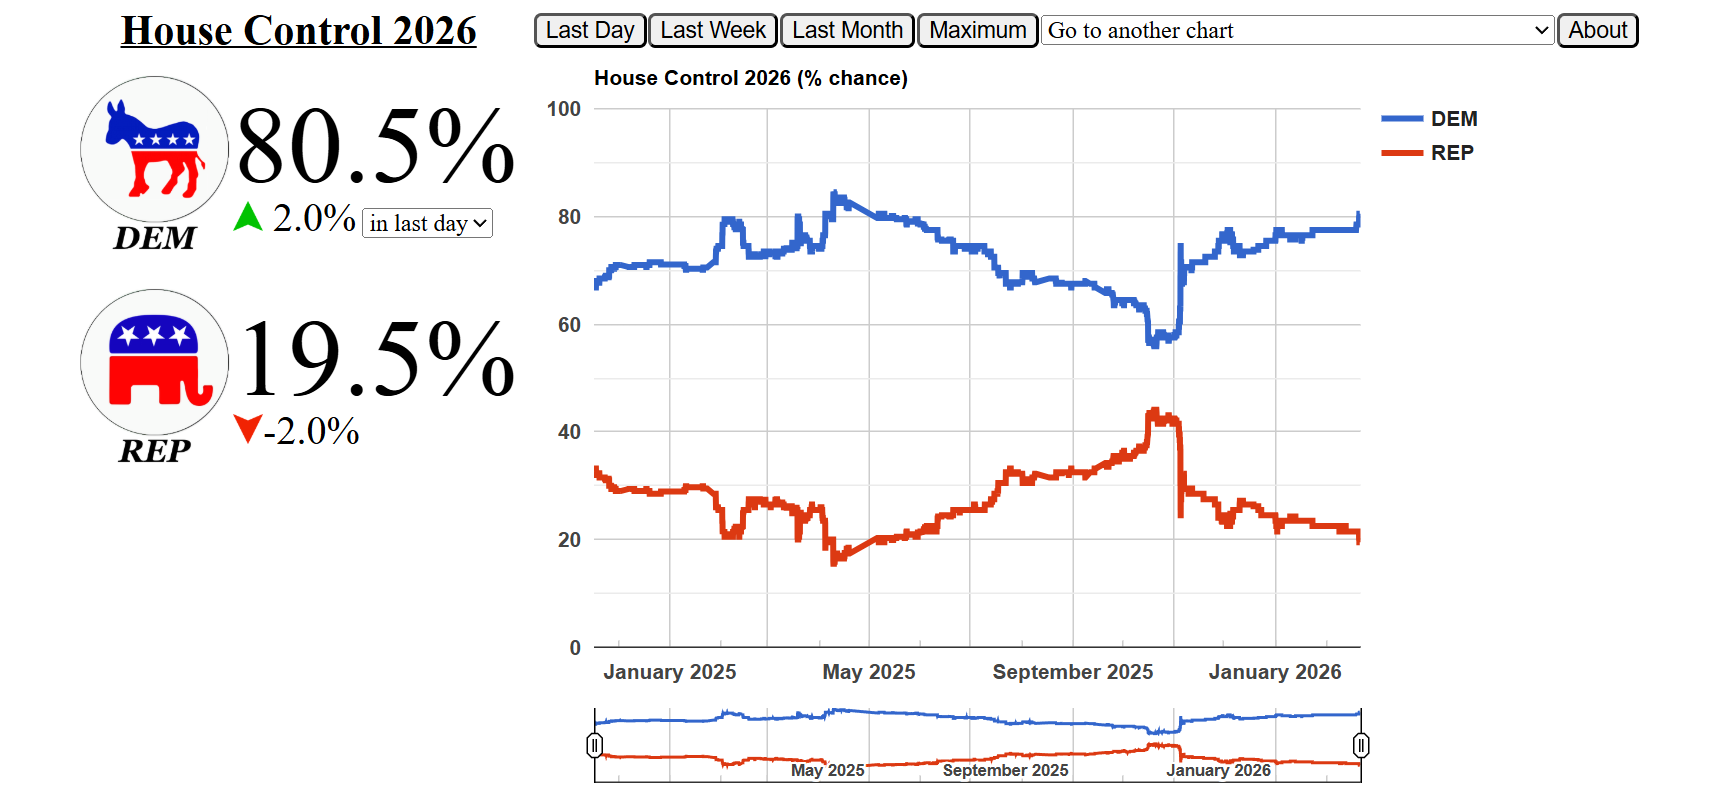 House Control 2026
Last Day Last Week Last Month Maximum Go to another chart About
80.5%
2.0% in last day
DEM
19.5%
-2.0%
REP
House Control 2026 (% chance)
100
80
60
40
20
0
January 2025 May 2025 September 2025 January 2026
DEM
REP
May 2025 September 2025 January 2026